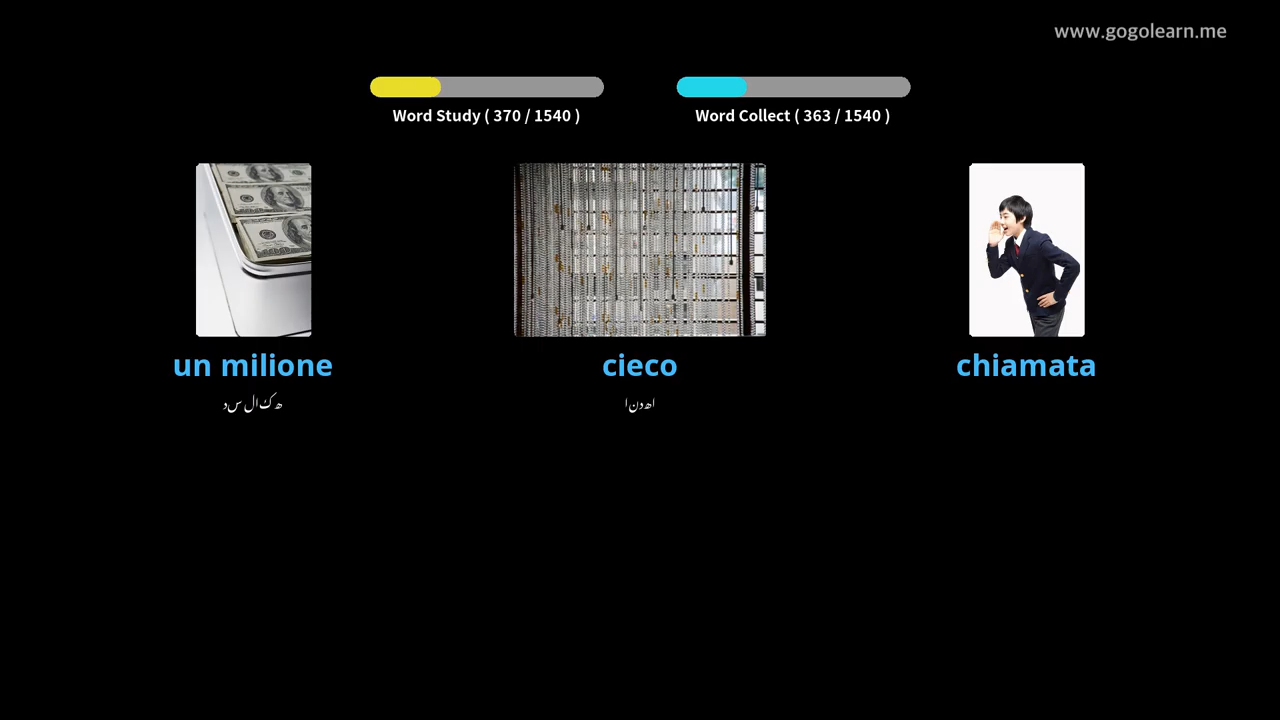 www.gogolearn.me
Word Study ( 370 / 1540 )
Word Collect ( 363 / 1540 )
un milione
دس لاکھ
cieco
اندھا
chiamata